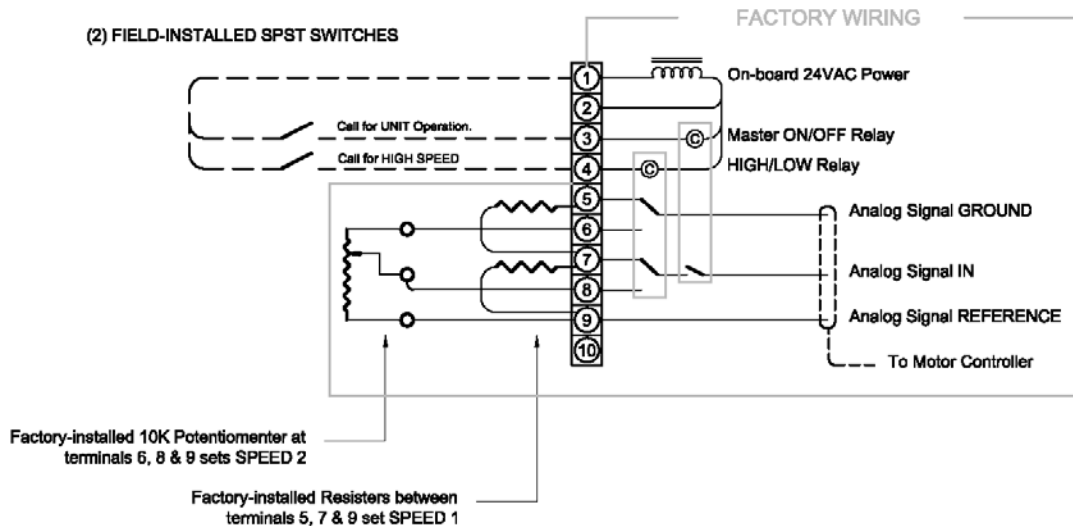 FACTORY WIRING
(2) FIELD-INSTALLED SPST SWITCHES
1
On-board 24VAC Power
2
Call for UNIT Operation.
3
C
Master ON/OFF Relay
Call for HIGH SPEED
4
C
HIGH/LOW Relay
5
Analog Signal GROUND
6
7
Analog Signal IN
8
9
Analog Signal REFERENCE
10
To Motor Controller
Factory-installed 10K Potentiomenter at
terminals 6, 8 & 9 sets SPEED 2
Factory-installed Resisters between
terminals 5, 7 & 9 set SPEED 1